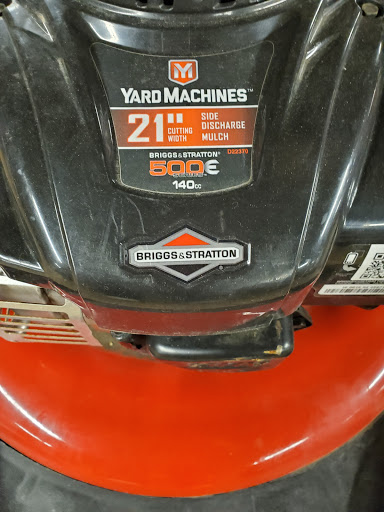 YARD MACHINES™
21" CUTTING WIDTH
SIDE DISCHARGE MULCH
BRIGGS&STRATTON®
500E
140cc
BRIGGS&STRATTON®